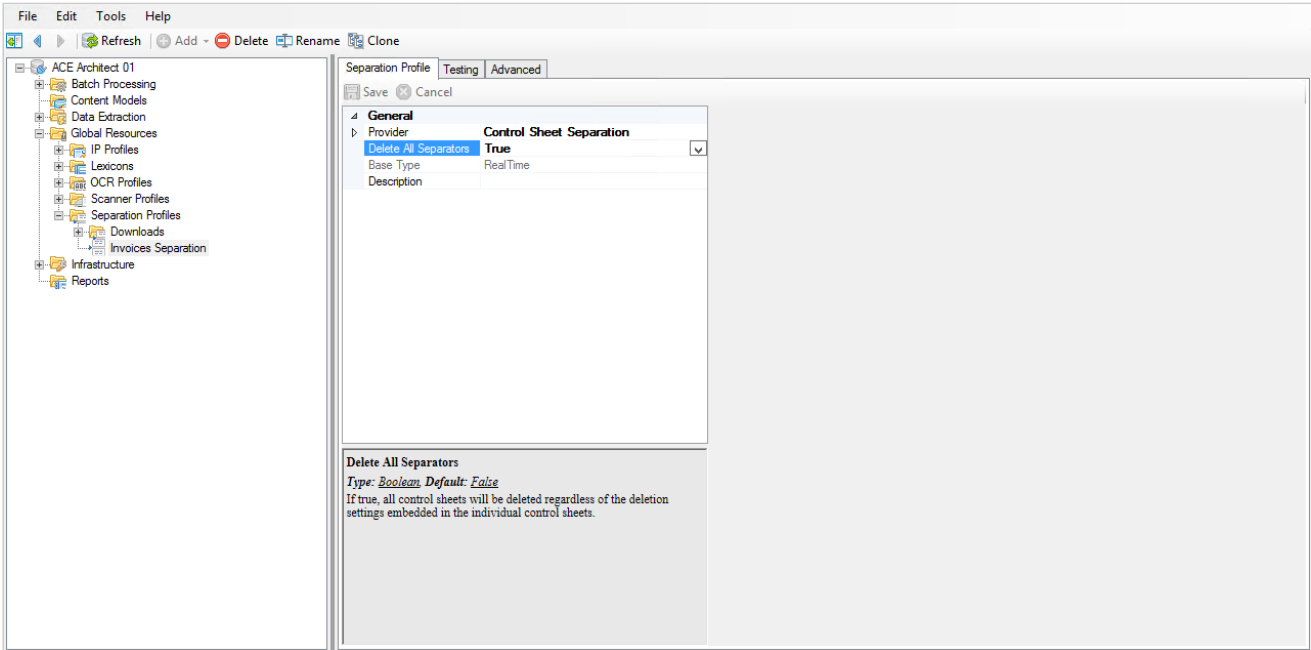 File Edit Tools Help
Refresh Add Delete Rename Clone
ACE Architect 01
Batch Processing
Content Models
Data Extraction
Global Resources
IP Profiles
Lexicons
OCR Profiles
Scanner Profiles
Separation Profiles
Downloads
Invoices Separation
Infrastructure
Reports
Separation Profile Testing Advanced
Save Cancel
General
Provider Control Sheet Separation
Delete All Separators True
Base Type RealTime
Description
Delete All Separators
Type: Boolean, Default: False
If true, all control sheets will be deleted regardless of the deletion
settings embedded in the individual control sheets.